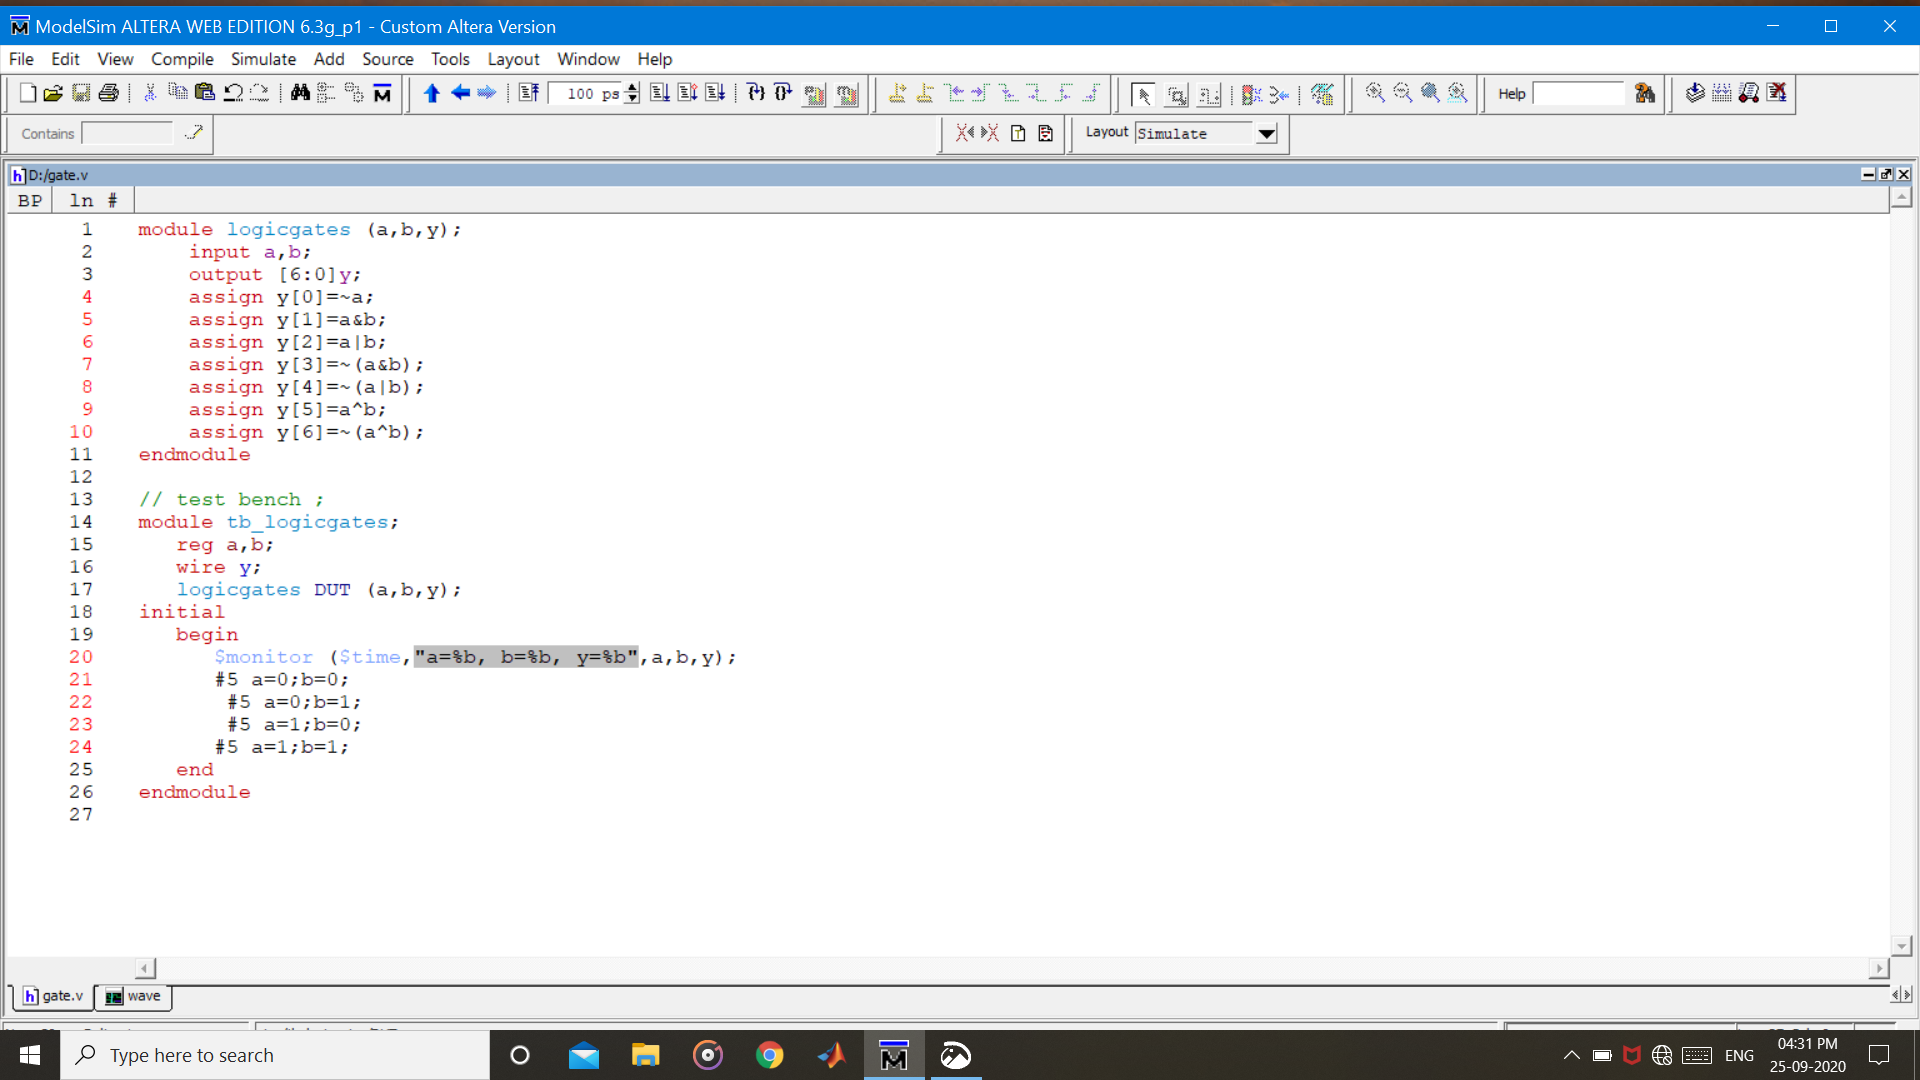 ModelSim ALTERA WEB EDITION 6.3g_p1 - Custom Altera Version
File Edit View Compile Simulate Add Source Tools Layout Window Help
100 ps Help
Contains Layout Simulate
D:/gate.v
BP ln #
1 module logicgates (a,b,y);
2 input a,b;
3 output [6:0]y;
4 assign y[0]=~a;
5 assign y[1]=a&b;
6 assign y[2]=a|b;
7 assign y[3]=~(a&b);
8 assign y[4]=~(a|b);
9 assign y[5]=a^b;
10 assign y[6]=~(a^b);
11 endmodule
12
13 // test bench ;
14 module tb_logicgates;
15 reg a,b;
16 wire y;
17 logicgates DUT (a,b,y);
18 initial
19 begin
20 $monitor ($time,"a=%b, b=%b, y=%b",a,b,y);
21 #5 a=0;b=0;
22 #5 a=0;b=1;
23 #5 a=1;b=0;
24 #5 a=1;b=1;
25 end
26 endmodule
27
gate.v wave
Type here to search
ENG
04:31 PM
25-09-2020